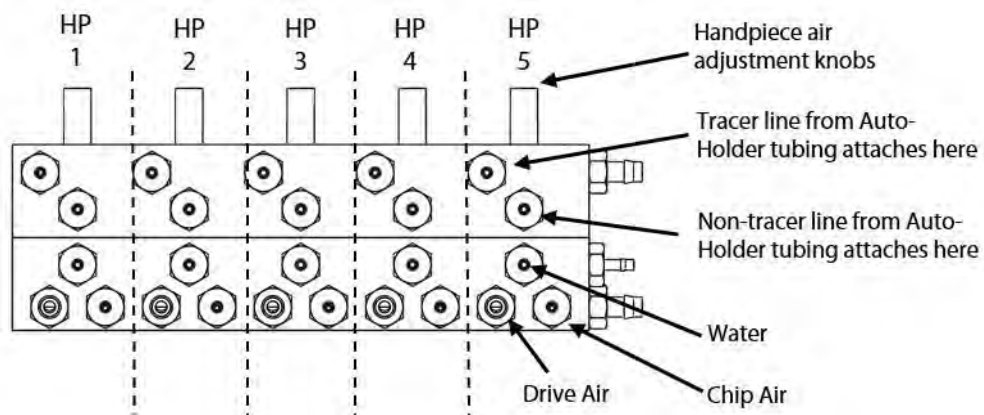 HP
1
HP
2
HP
3
HP
4
HP
5
Handpiece air
adjustment knobs
Tracer line from Auto-
Holder tubing attaches here
Non-tracer line from Auto-
Holder tubing attaches here
Water
Drive Air
Chip Air